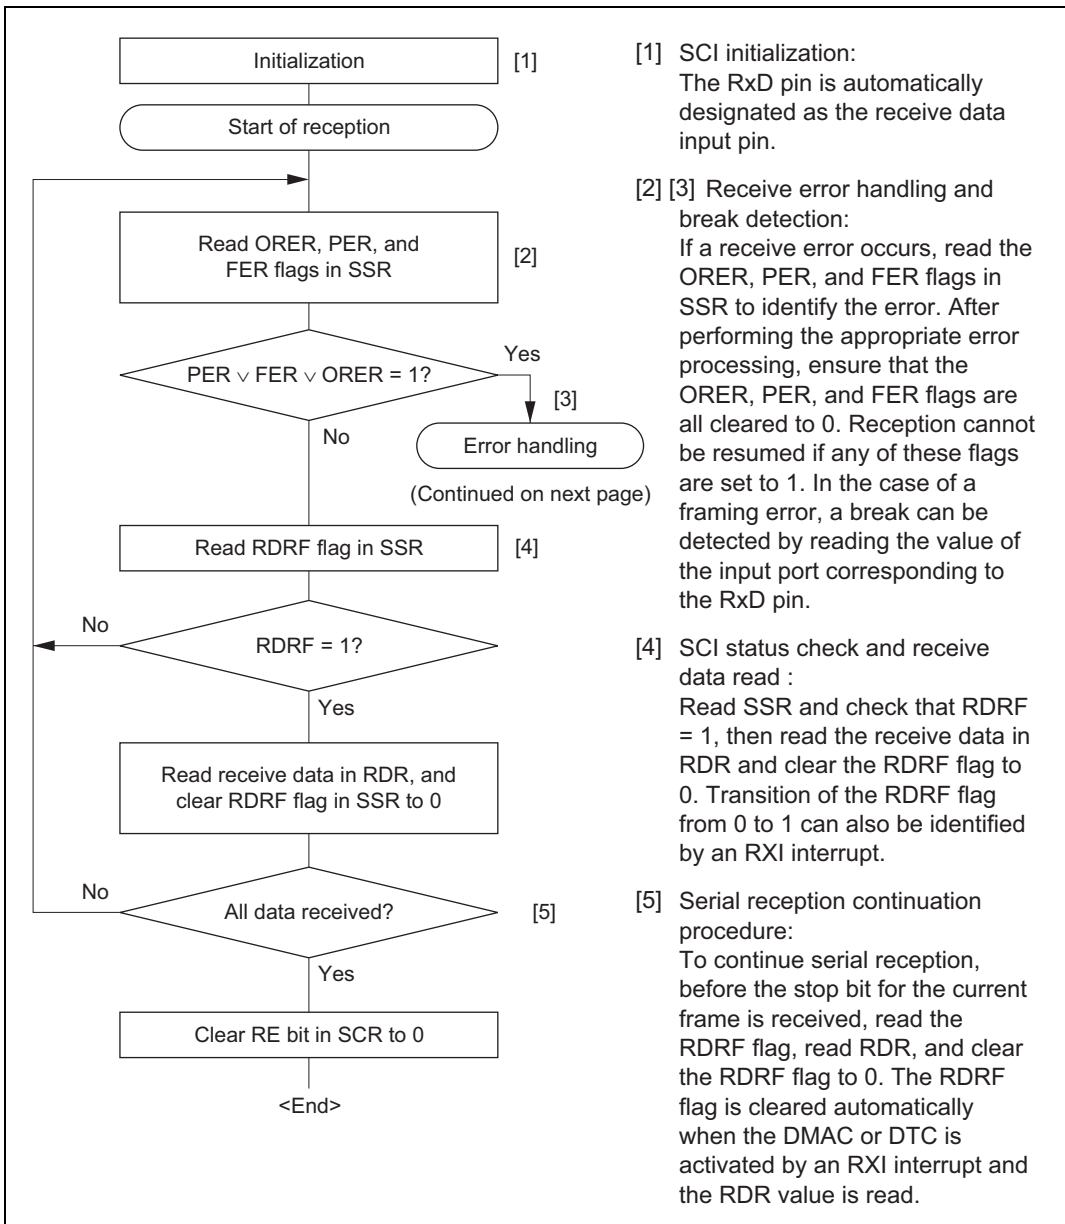 Initialization
[1]
Start of reception
Read ORER, PER, and
FER flags in SSR
[2]
PER ∨ FER ∨ ORER = 1?
Yes
[3]
No
Error handling
(Continued on next page)
Read RDRF flag in SSR
[4]
No
RDRF = 1?
Yes
Read receive data in RDR, and
clear RDRF flag in SSR to 0
No
All data received?
[5]
Yes
Clear RE bit in SCR to 0
<End>
[1] SCI initialization:
The RxD pin is automatically
designated as the receive data
input pin.
[2] [3] Receive error handling and
break detection:
If a receive error occurs, read the
ORER, PER, and FER flags in
SSR to identify the error. After
performing the appropriate error
processing, ensure that the
ORER, PER, and FER flags are
all cleared to 0. Reception cannot
be resumed if any of these flags
are set to 1. In the case of a
framing error, a break can be
detected by reading the value of
the input port corresponding to
the RxD pin.
[4] SCI status check and receive
data read :
Read SSR and check that RDRF
= 1, then read the receive data in
RDR and clear the RDRF flag to
0. Transition of the RDRF flag
from 0 to 1 can also be identified
by an RXI interrupt.
[5] Serial reception continuation
procedure:
To continue serial reception,
before the stop bit for the current
frame is received, read the
RDRF flag, read RDR, and clear
the RDRF flag to 0. The RDRF
flag is cleared automatically
when the DMAC or DTC is
activated by an RXI interrupt and
the RDR value is read.